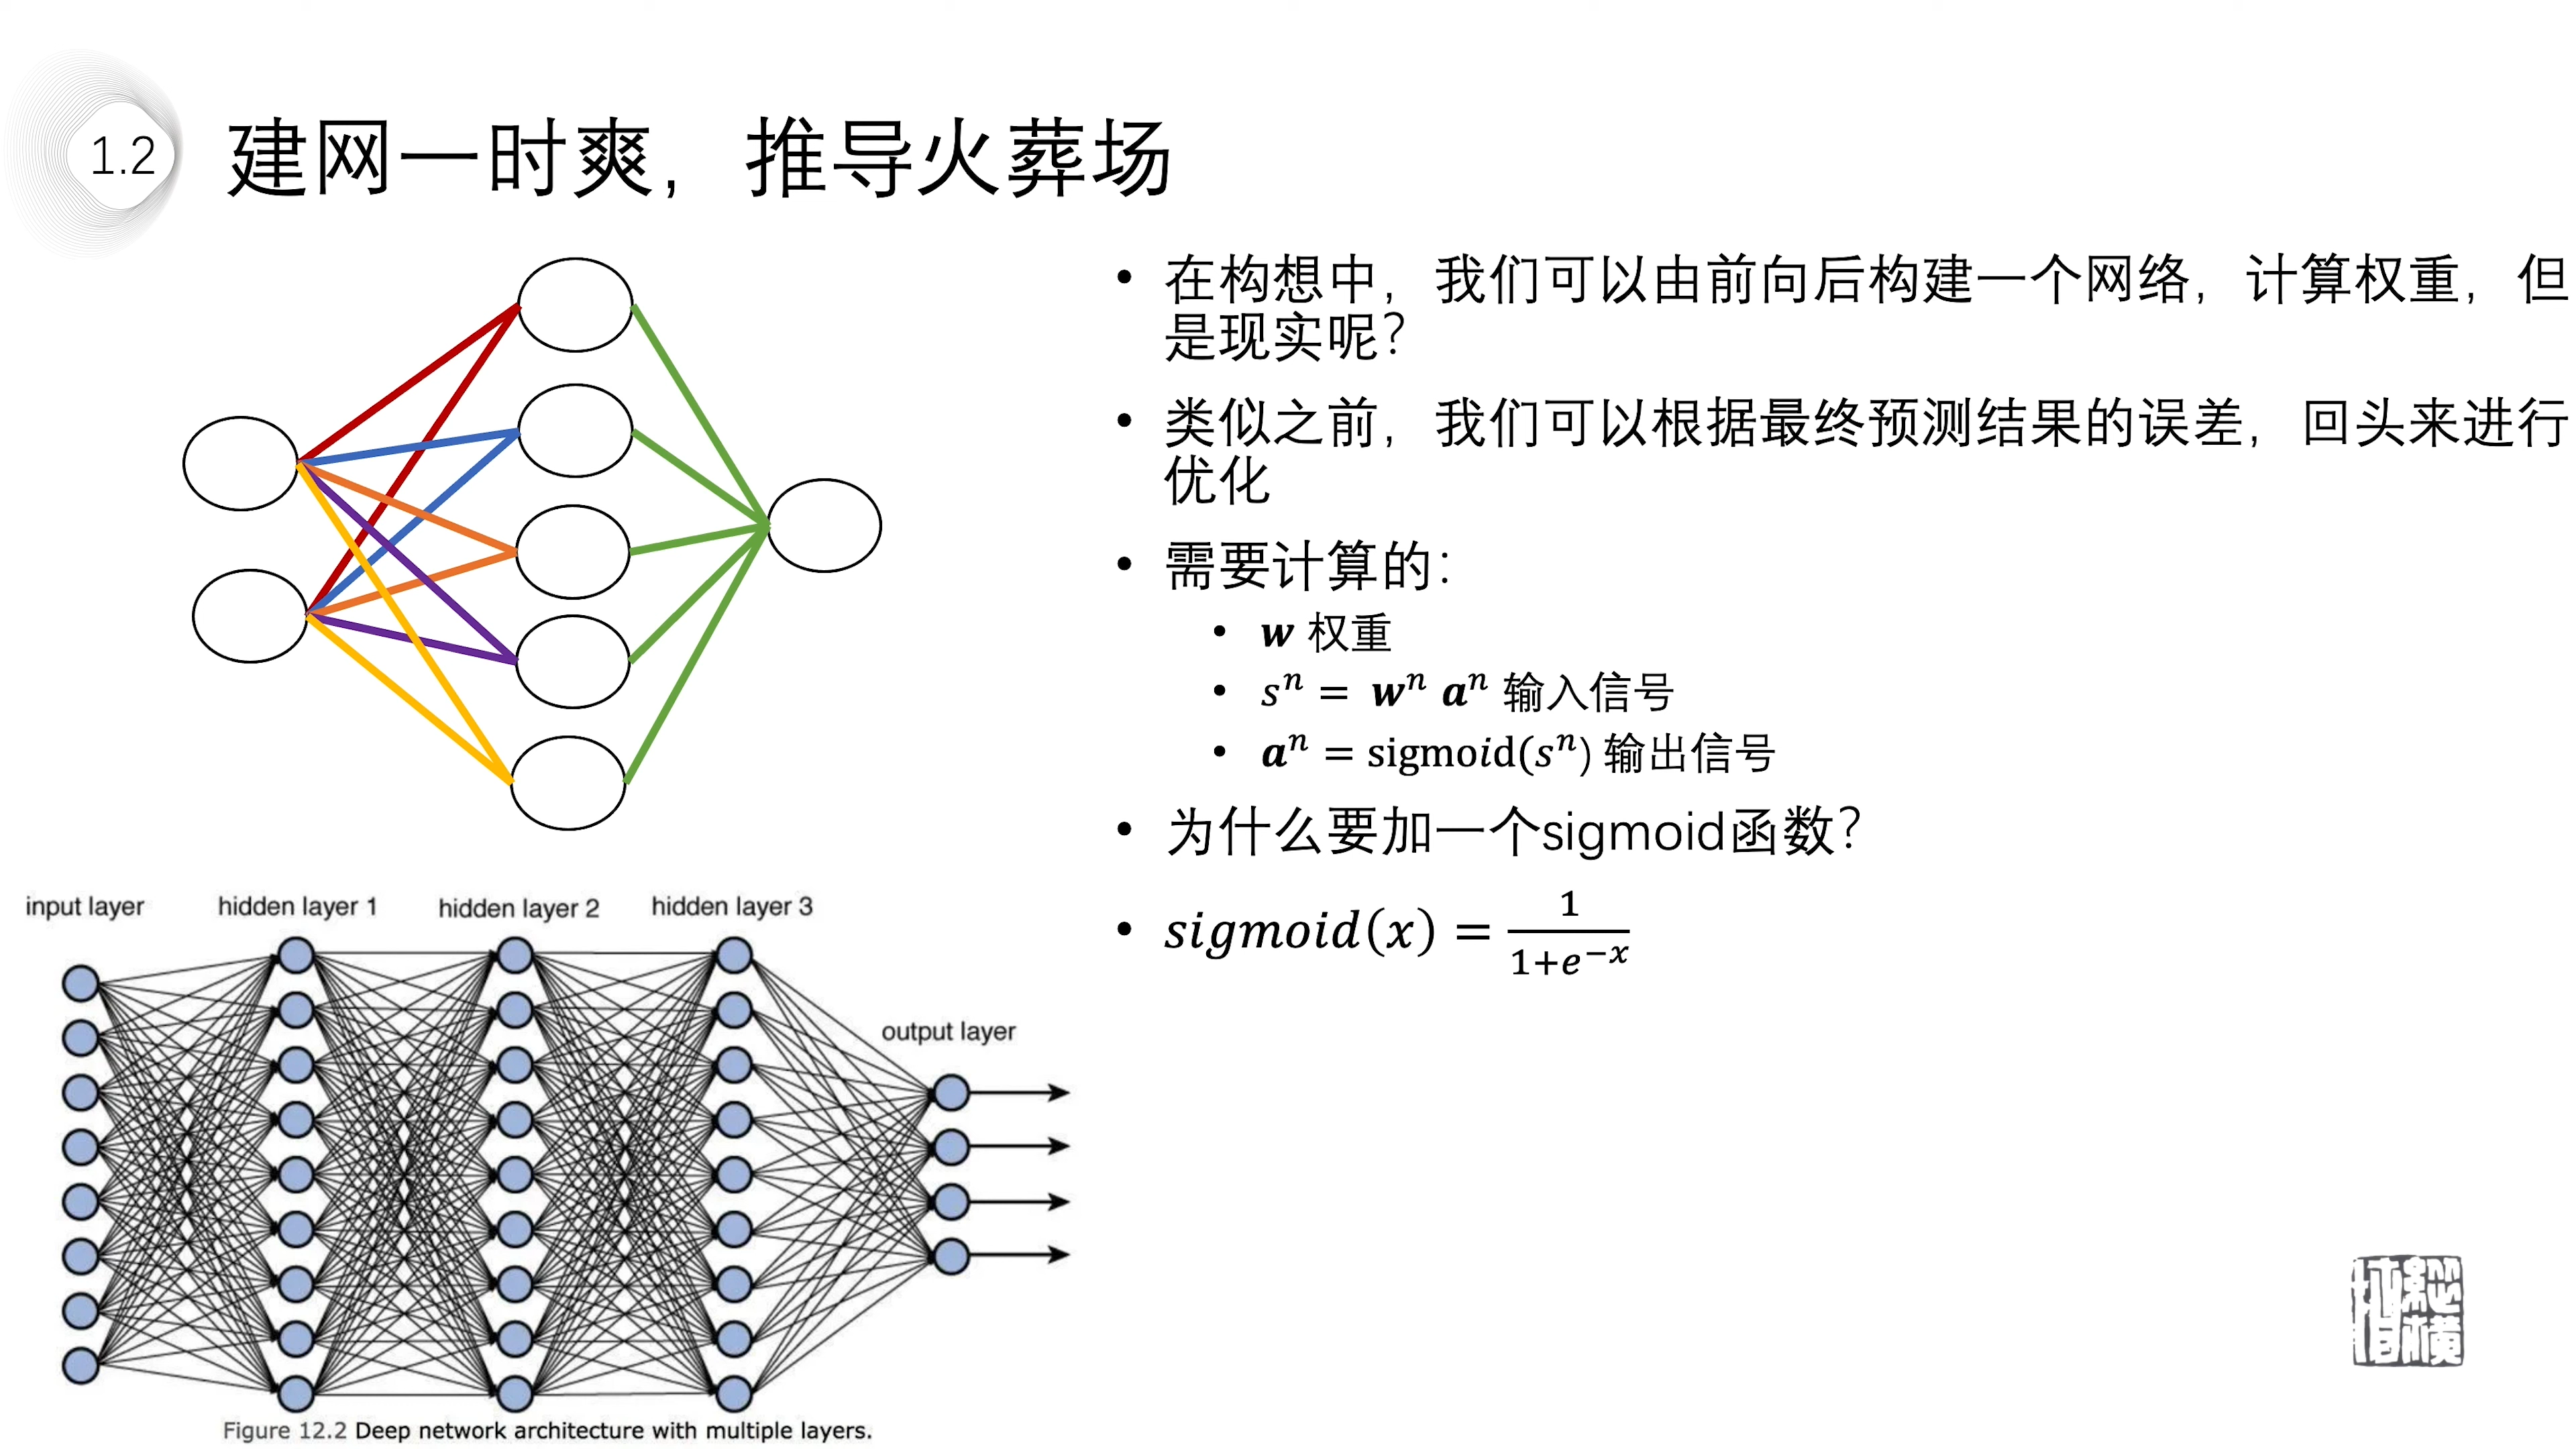 1.2
建网一时爽，推导火葬场
• 在构想中，我们可以由前向后构建一个网络，计算权重，但
是现实呢？
• 类似之前，我们可以根据最终预测结果的误差，回头来进行
优化
• 需要计算的：
• w 权重
• sⁿ = wⁿ aⁿ 输入信号
• aⁿ = sigmoid(sⁿ) 输出信号
• 为什么要加一个sigmoid函数？
• sigmoid(x) = 1/(1+e^−x)
input layer
hidden layer 1
hidden layer 2
hidden layer 3
output layer
Figure 12.2 Deep network architecture with multiple layers.